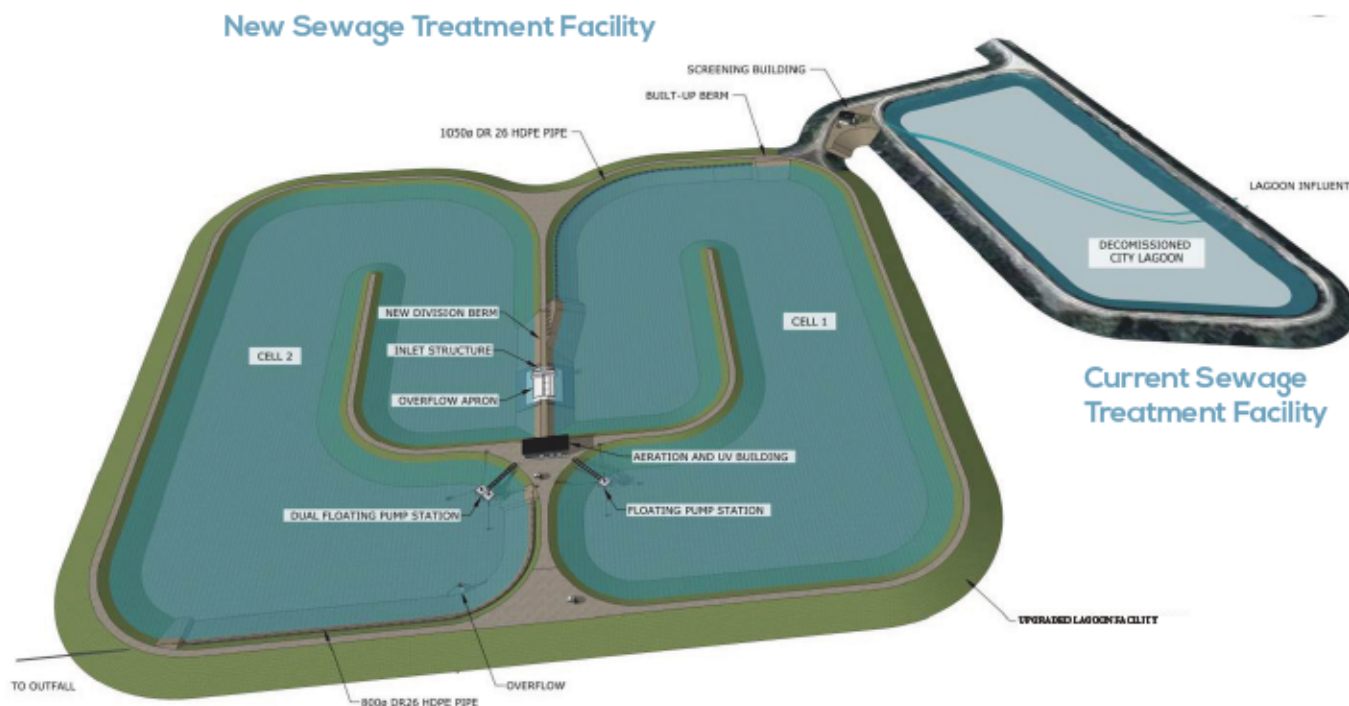 New Sewage Treatment Facility
SCREENING BUILDING
BUILT-UP BERM
1050ø DR 26 HDPE PIPE
LAGOON INFLUENT
DECOMISSIONED
CITY LAGOON
NEW DIVISION BERM
CELL 1
INLET STRUCTURE
CELL 2
Current Sewage
Treatment Facility
OVERFLOW APRON
AERATION AND UV BUILDING
DUAL FLOATING PUMP STATION
FLOATING PUMP STATION
UPGRADED LAGOON FACILITY
TO OUTFALL
OVERFLOW
800ø DR26 HDPE PIPE